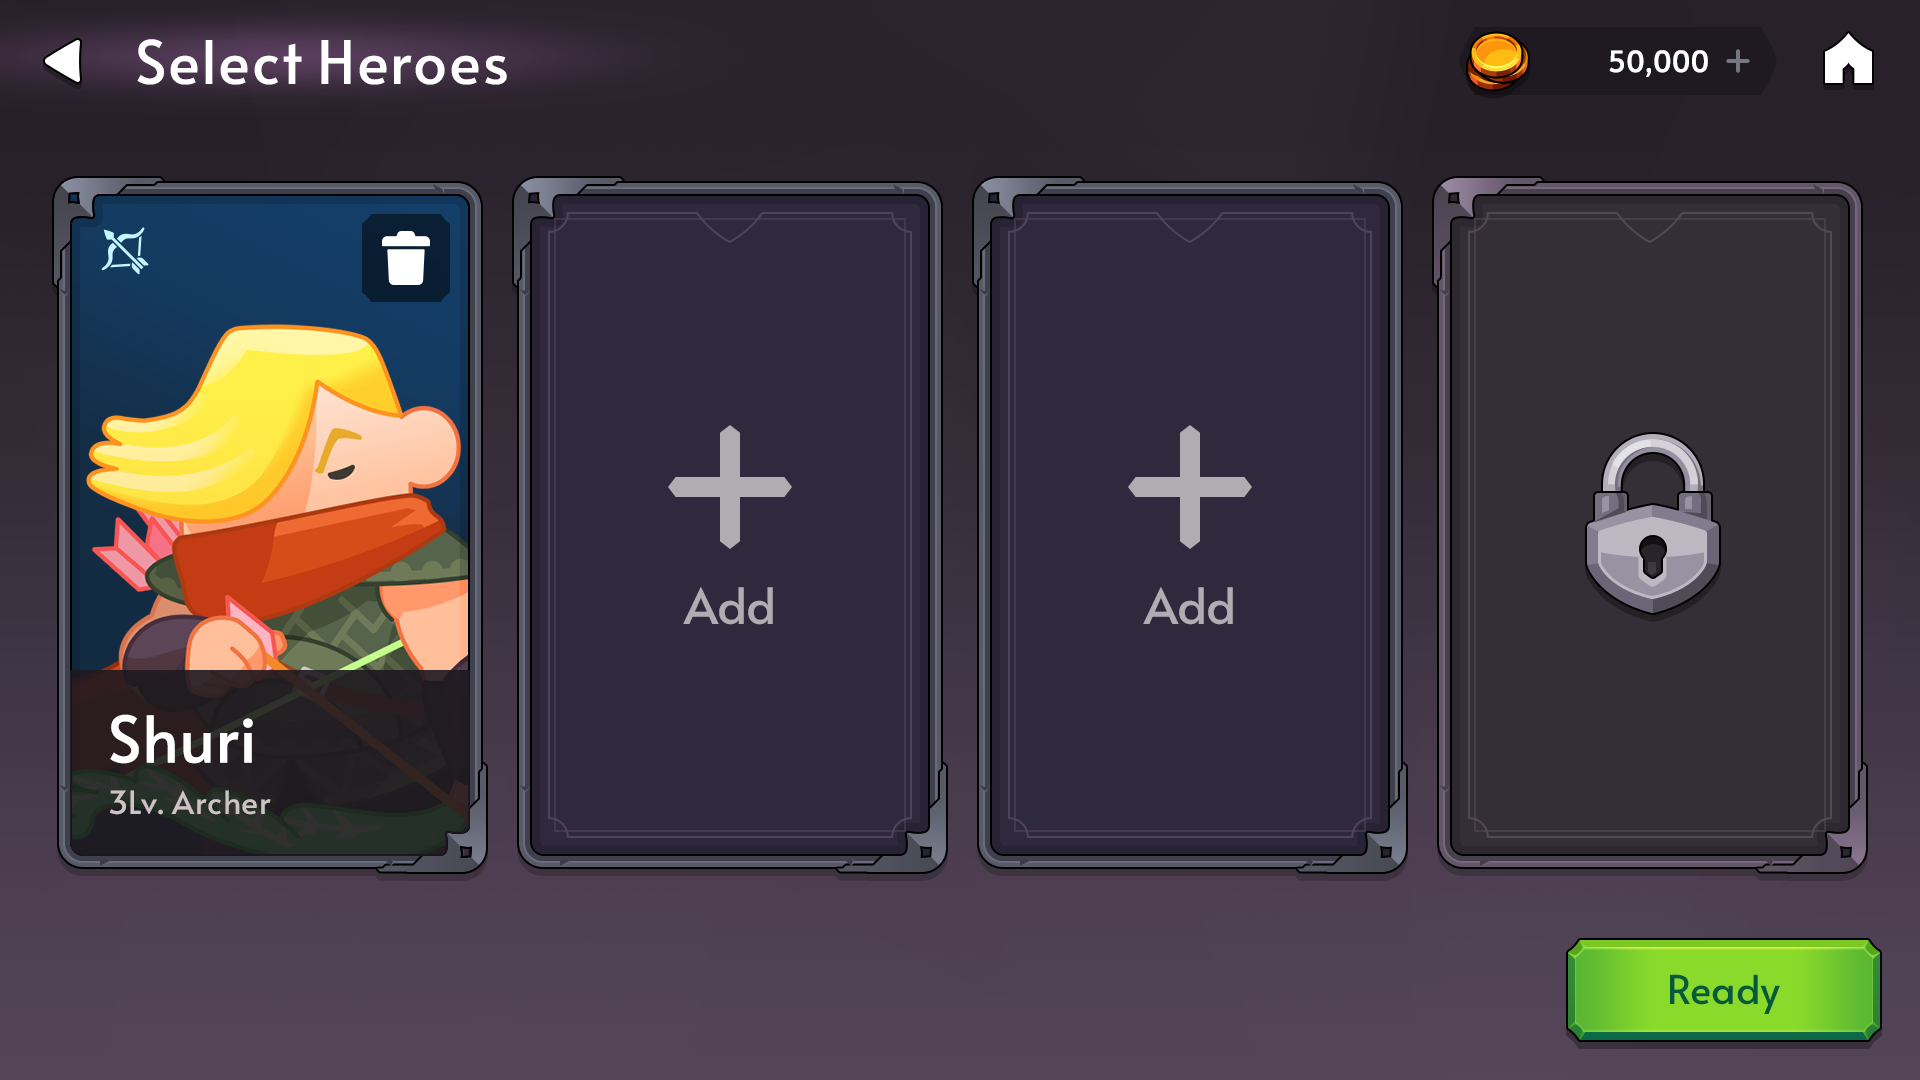 Select Heroes
50,000 +
Add
Add
Shuri
3Lv. Archer
Ready